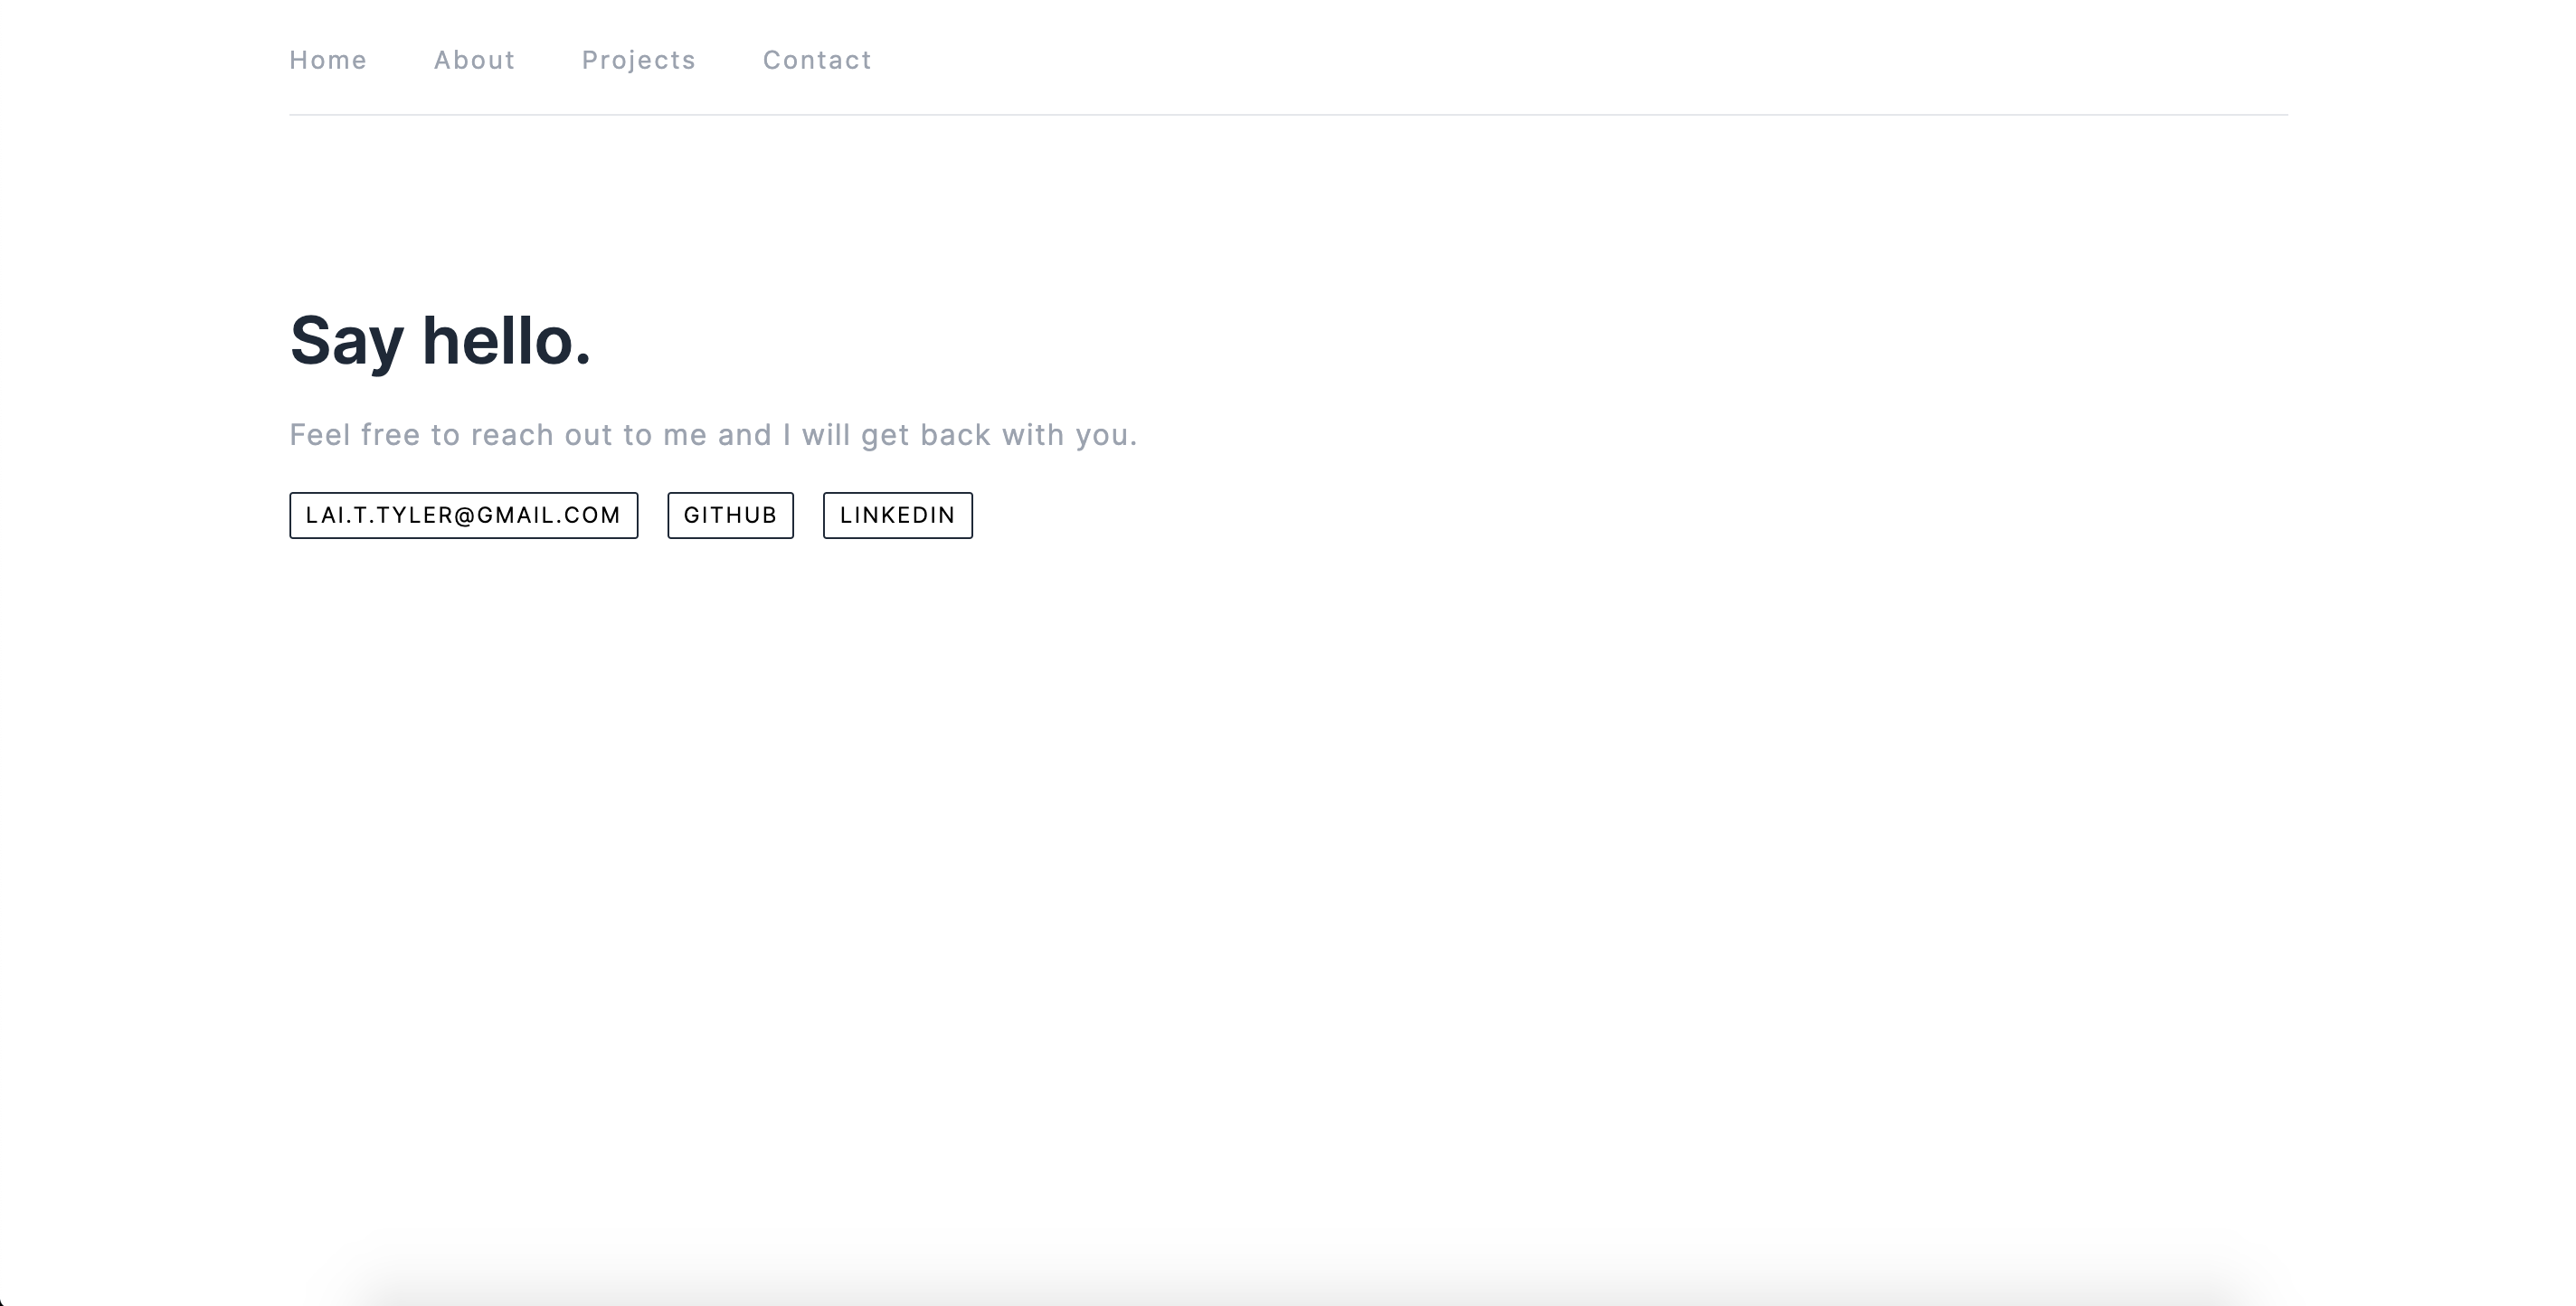 Home About Projects Contact
Say hello.
Feel free to reach out to me and I will get back with you.
LAI.T.TYLER@GMAIL.COM GITHUB LINKEDIN